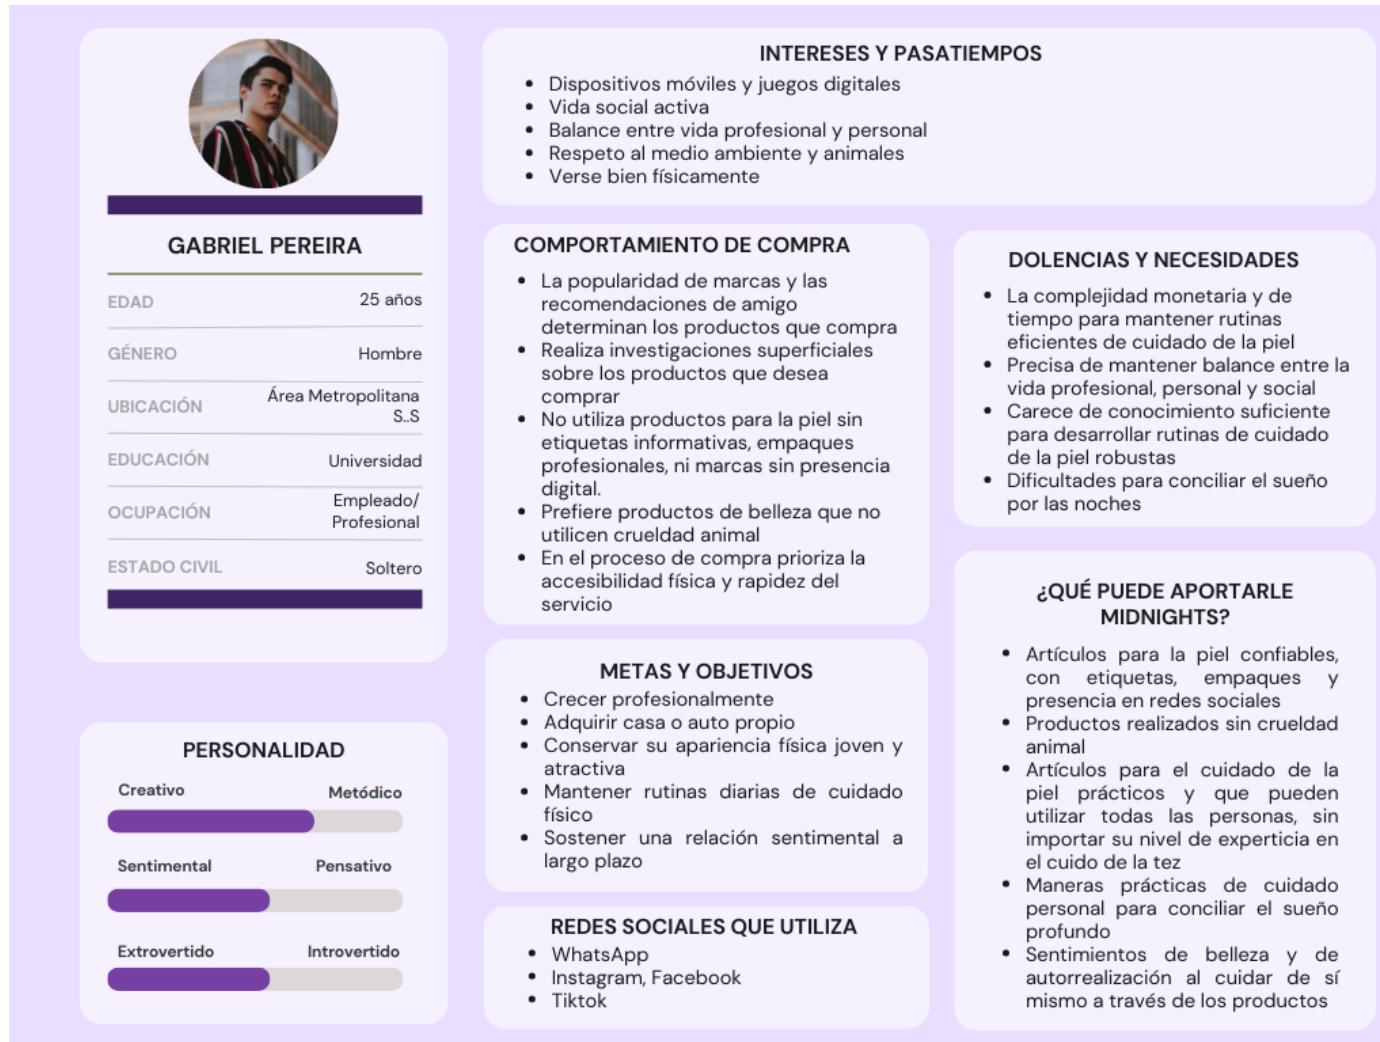 GABRIEL PEREIRA
EDAD
25 años
GÉNERO
Hombre
UBICACIÓN
Área Metropolitana
S..S
EDUCACIÓN
Universidad
OCUPACIÓN
Empleado/
Profesional
ESTADO CIVIL
Soltero
PERSONALIDAD
Creativo
Metódico
Sentimental
Pensativo
Extrovertido
Introvertido
INTERESES Y PASATIEMPOS
• Dispositivos móviles y juegos digitales
• Vida social activa
• Balance entre vida profesional y personal
• Respeto al medio ambiente y animales
• Verse bien físicamente
COMPORTAMIENTO DE COMPRA
• La popularidad de marcas y las
recomendaciones de amigo
determinan los productos que compra
• Realiza investigaciones superficiales
sobre los productos que desea
comprar
• No utiliza productos para la piel sin
etiquetas informativas, empaques
profesionales, ni marcas sin presencia
digital.
• Prefiere productos de belleza que no
utilicen crueldad animal
• En el proceso de compra prioriza la
accesibilidad física y rapidez del
servicio
METAS Y OBJETIVOS
• Crecer profesionalmente
• Adquirir casa o auto propio
• Conservar su apariencia física joven y
atractiva
• Mantener rutinas diarias de cuidado
físico
• Sostener una relación sentimental a
largo plazo
REDES SOCIALES QUE UTILIZA
• WhatsApp
• Instagram, Facebook
• Tiktok
DOLENCIAS Y NECESIDADES
• La complejidad monetaria y de
tiempo para mantener rutinas
eficientes de cuidado de la piel
• Precisa de mantener balance entre la
vida profesional, personal y social
• Carece de conocimiento suficiente
para desarrollar rutinas de cuidado
de la piel robustas
• Dificultades para conciliar el sueño
por las noches
¿QUÉ PUEDE APORTARLE
MIDNIGHTS?
• Artículos para la piel confiables,
con etiquetas, empaques y
presencia en redes sociales
• Productos realizados sin crueldad
animal
• Artículos para el cuidado de la
piel prácticos y que pueden
utilizar todas las personas, sin
importar su nivel de experticia en
el cuido de la tez
• Maneras prácticas de cuidado
personal para conciliar el sueño
profundo
• Sentimientos de belleza y de
autorrealización al cuidar de sí
mismo a través de los productos